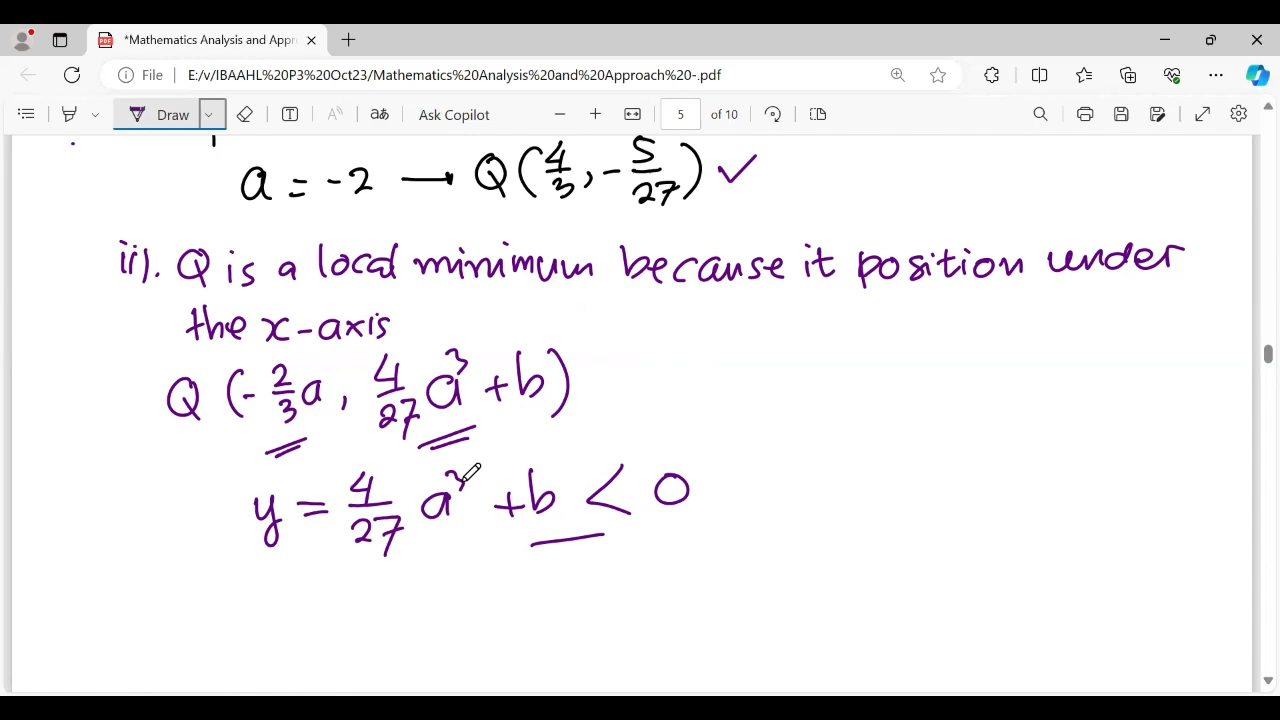 *Mathematics Analysis and Appr
File E:/v/IBAAHL%20P3%20Oct23/Mathematics%20Analysis%20and%20Approach%20-.pdf
Draw T A aあ Ask Copilot 5 of 10
a = -2 → Q(4/3, -5/27) ✓
ii). Q is a local minimum because it position under
the x-axis
Q (-2/3 a, 4/27 a³ + b)
y = 4/27 a³ + b < 0